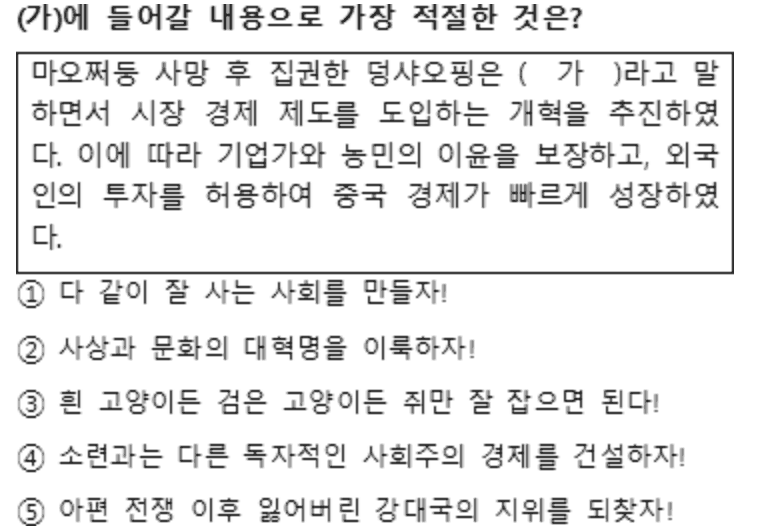 (가)에 들어갈 내용으로 가장 적절한 것은?
마오쩌둥 사망 후 집권한 덩샤오핑은 ( 가 )라고 말
하면서 시장 경제 제도를 도입하는 개혁을 추진하였
다. 이에 따라 기업가와 농민의 이윤을 보장하고, 외국
인의 투자를 허용하여 중국 경제가 빠르게 성장하였
다.
① 다 같이 잘 사는 사회를 만들자!
② 사상과 문화의 대혁명을 이룩하자!
③ 흰 고양이든 검은 고양이든 쥐만 잘 잡으면 된다!
④ 소련과는 다른 독자적인 사회주의 경제를 건설하자!
⑤ 아편 전쟁 이후 잃어버린 강대국의 지위를 되찾자!